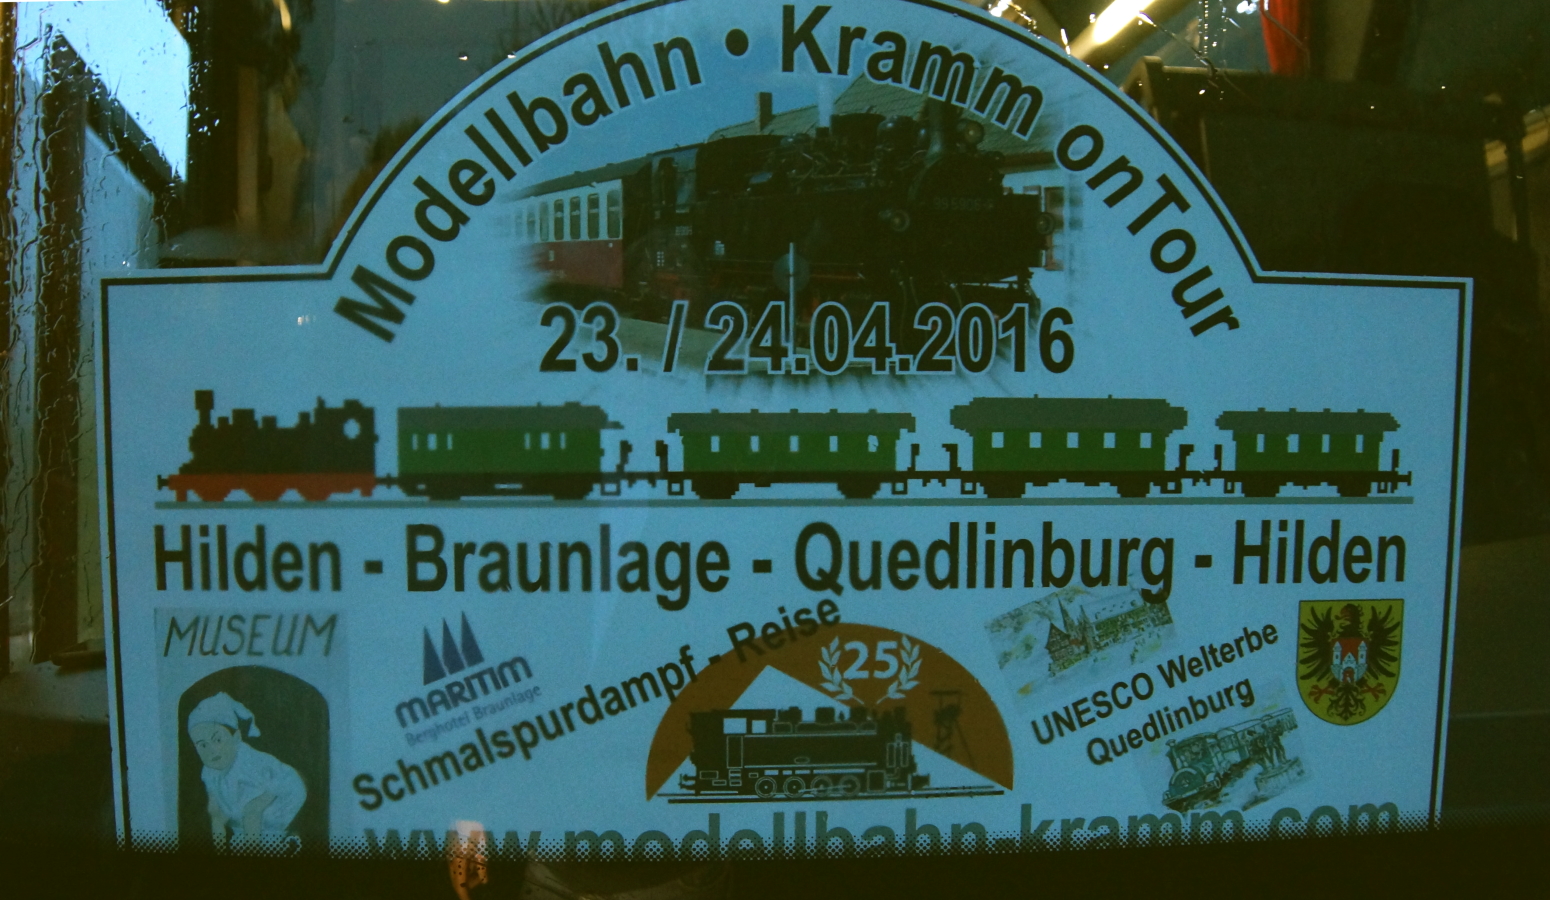 Modellbahn • Kramm onTour
23. / 24.04.2016
Hilden - Braunlage - Quedlinburg - Hilden
MUSEUM
MARITIM
Berghotel Braunlage
Schmalspurdampf - Reise
25
UNESCO Welterbe
Quedlinburg
www.modellbahn-kramm.com